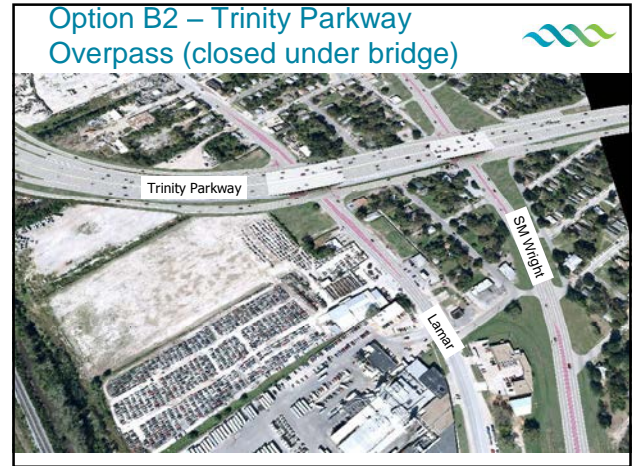 Option B2 – Trinity Parkway
Overpass (closed under bridge)
Trinity Parkway
SM Wright
Lamar